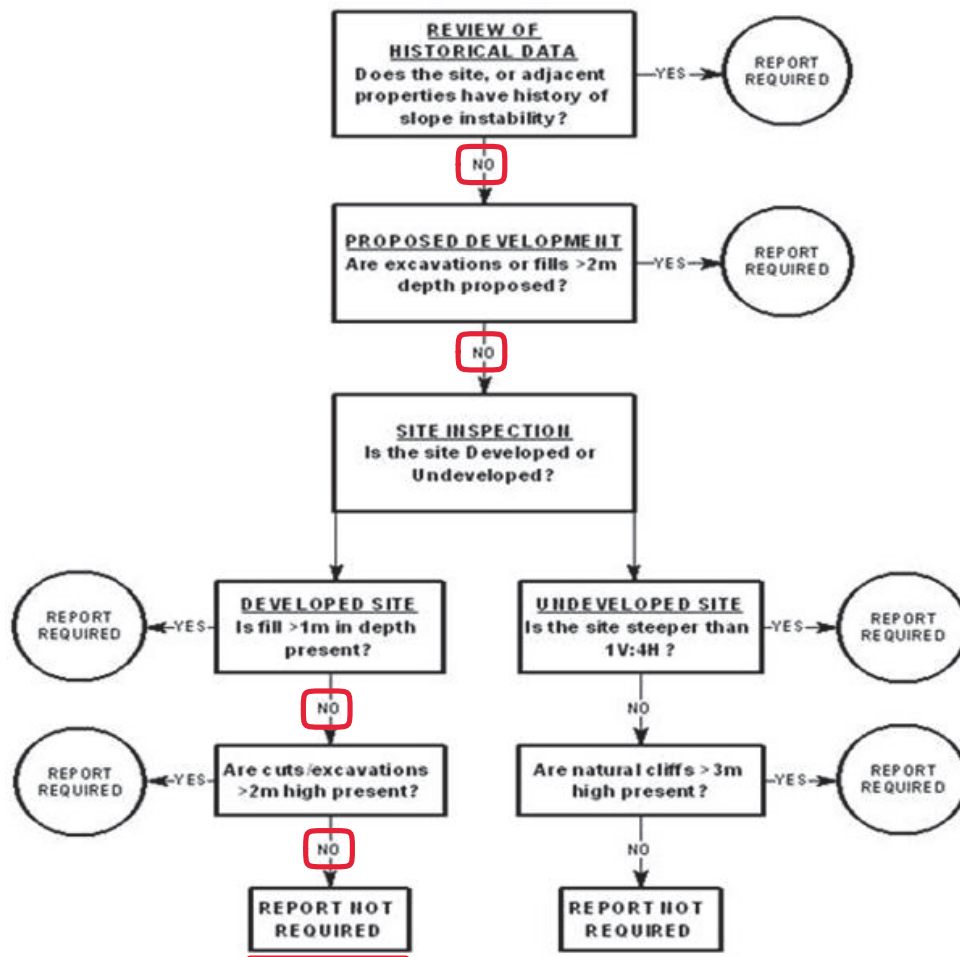 REVIEW OF
HISTORICAL DATA
Does the site, or adjacent
properties have history of
slope instability?
YES
REPORT
REQUIRED
NO
PROPOSED DEVELOPMENT
Are excavations or fills >2m
depth proposed?
YES
REPORT
REQUIRED
NO
SITE INSPECTION
Is the site Developed or
Undeveloped?
REPORT
REQUIRED
YES
DEVELOPED SITE
Is fill >1m in depth
present?
UNDEVELOPED SITE
Is the site steeper than
1V:4H ?
YES
REPORT
REQUIRED
NO
NO
REPORT
REQUIRED
YES
Are cuts/excavations
>2m high present?
Are natural cliffs >3m
high present?
YES
REPORT
REQUIRED
NO
NO
REPORT NOT
REQUIRED
REPORT NOT
REQUIRED